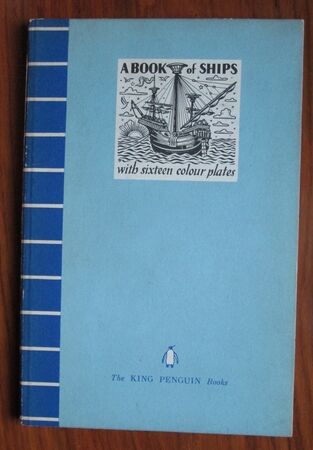 A BOOK of SHIPS
with sixteen colour plates
The KING PENGUIN Books